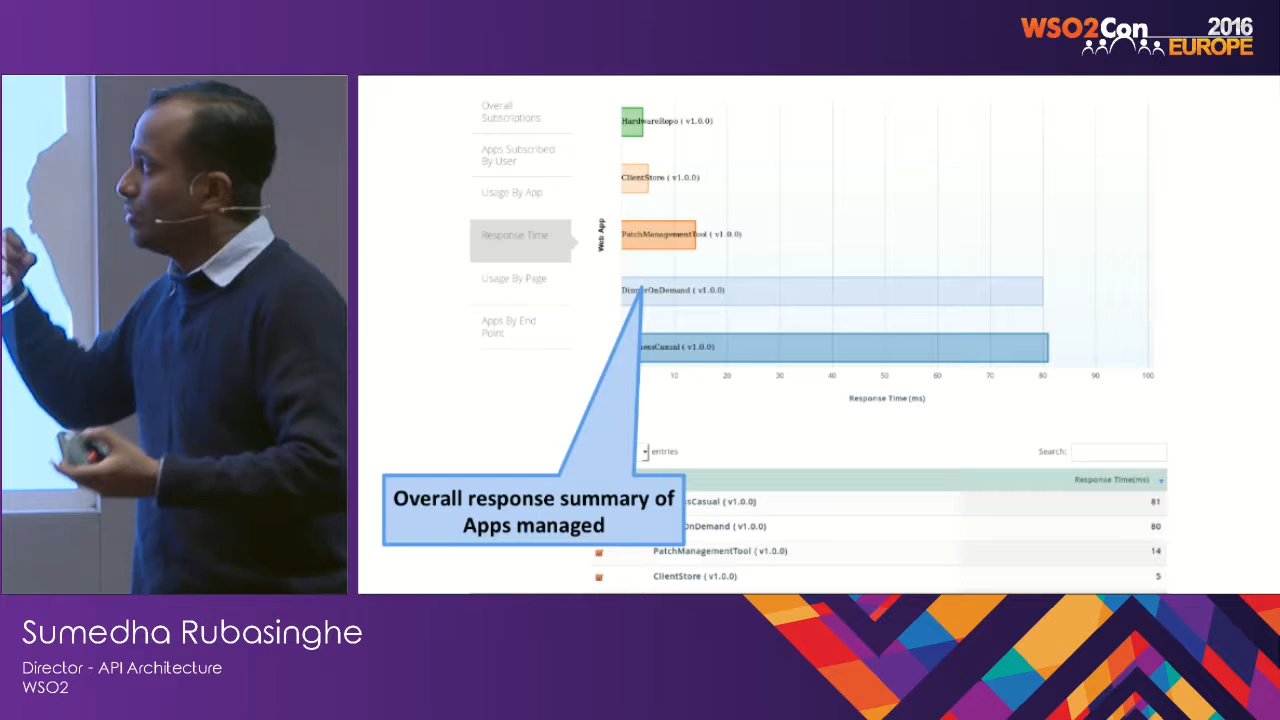 WSO2Con 2016
EUROPE
Overall
Subscriptions
Apps Subscribed
By User
Usage By App
Response Time
Usage By Page
Apps By End
Point
Web App
HardwareRepo ( v1.0.0)
ClientStore ( v1.0.0)
PatchManagementTool ( v1.0.0)
DinnerOnDemand ( v1.0.0)
nessCasual ( v1.0.0)
10 20 30 40 50 60 70 80 90 100
Response Time (ms)
entries
Search:
Response Time(ms)
ssCasual ( v1.0.0) 81
OnDemand ( v1.0.0) 80
PatchManagementTool ( v1.0.0) 14
ClientStore ( v1.0.0) 5
Overall response summary of
Apps managed
Sumedha Rubasinghe
Director - API Architecture
WSO2